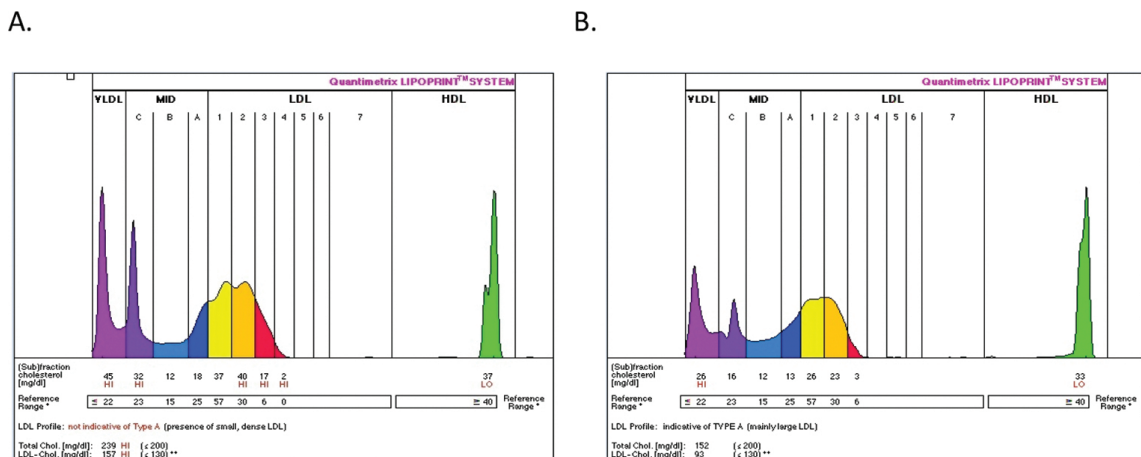 A.
Quantimetrix LIPOPRINT™SYSTEM
VLDL MID LDL HDL
C B A 1 2 3 4 5 6 7
(Sub)fraction
cholesterol 45 32 12 18 37 40 17 2 37
[mg/dl] HI HI HI HI HI LO
Reference ≤ 22 23 15 25 57 30 6 0 ≥ 40 Reference
Range * Range *
LDL Profile: not indicative of Type A (presence of small, dense LDL)
Total Chol. [mg/dl]: 239 HI (≤ 200)
LDL-Chol. [mg/dl]: 157 HI (≤ 130) **
B.
Quantimetrix LIPOPRINT™SYSTEM
VLDL MID LDL HDL
C B A 1 2 3 4 5 6 7
(Sub)fraction
cholesterol 26 16 12 13 26 23 3 33
[mg/dl] HI LO
Reference ≤ 22 23 15 25 57 30 6 ≥ 40 Reference
Range * Range *
LDL Profile: indicative of TYPE A (mainly large LDL)
Total Chol. [mg/dl]: 152 (≤ 200)
LDL-Chol. [mg/dl]: 93 (≤ 130) **